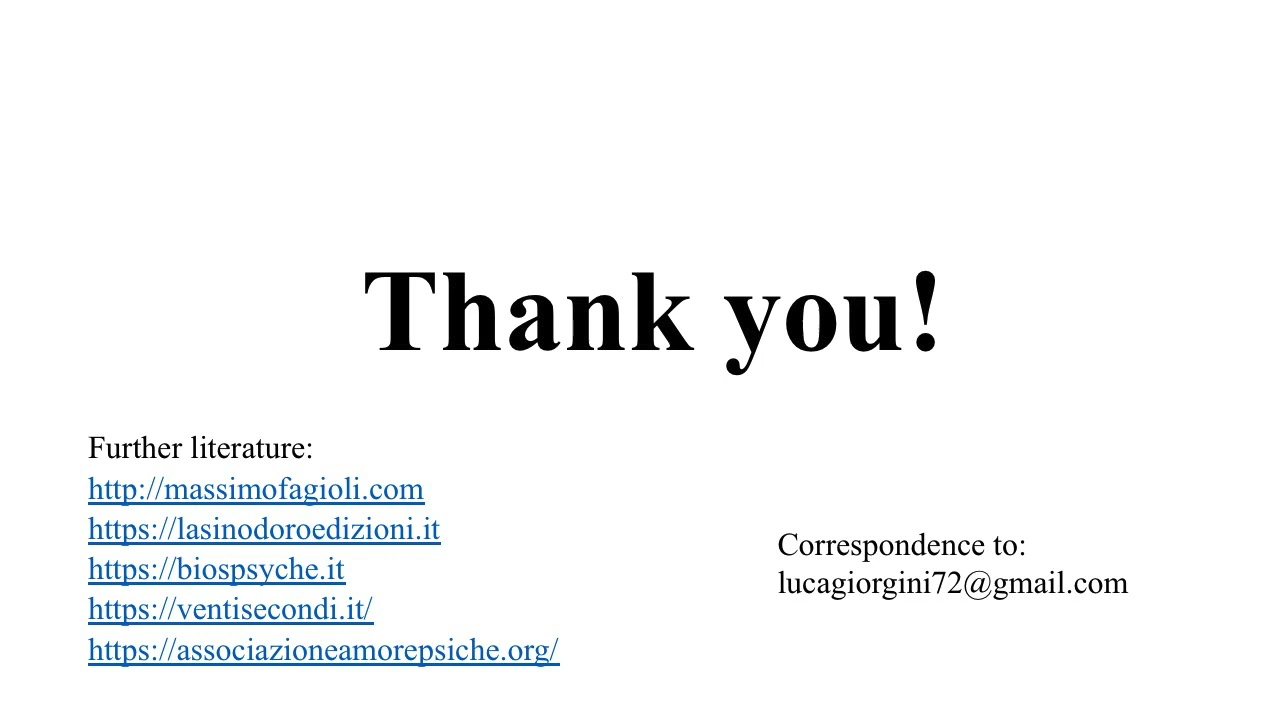 Thank you!
Further literature:
http://massimofagioli.com
https://lasinodoroedizioni.it
https://biospsyche.it
https://ventisecondi.it/
https://associazioneamorepsiche.org/
Correspondence to:
lucagiorgini72@gmail.com